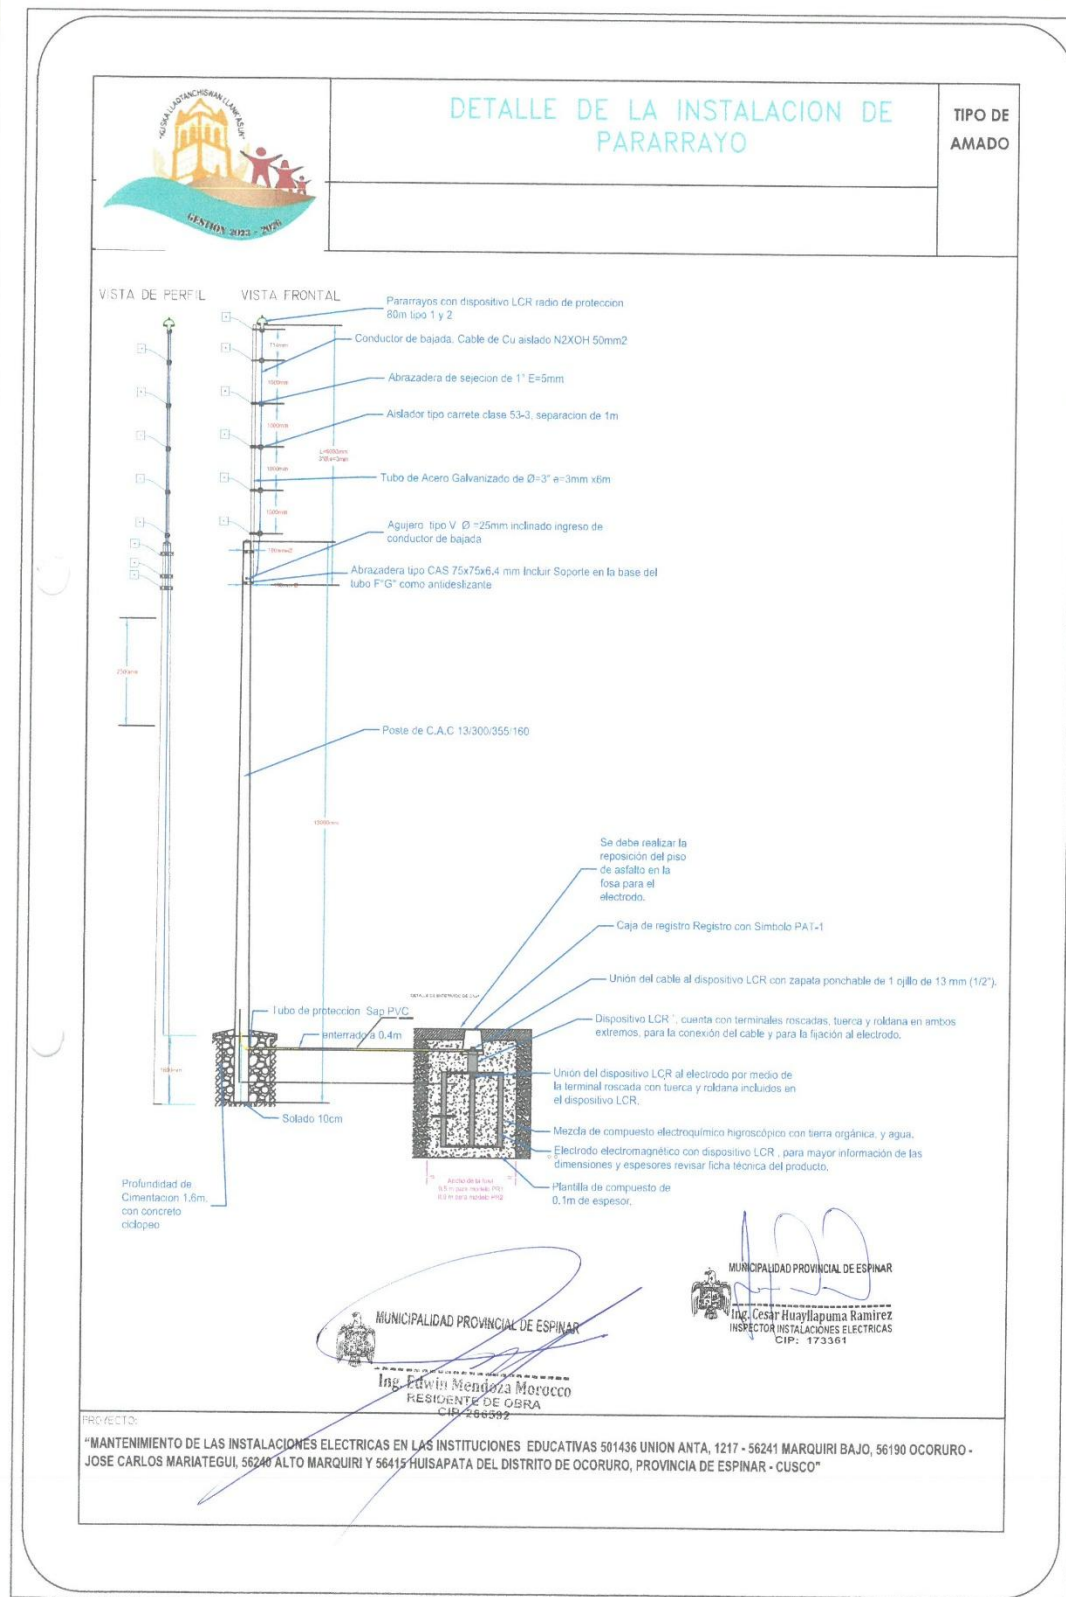 "KUSKA LLAQTANCHISWAN LLANK'ASUN"
GESTION 2023 - 2026
DETALLE DE LA INSTALACION DE
PARARRAYO
TIPO DE
AMADO
VISTA DE PERFIL
VISTA FRONTAL
Pararrayos con dispositivo LCR radio de proteccion
80m tipo 1 y 2
Conductor de bajada. Cable de Cu aislado N2XOH 50mm2
Abrazadera de sejecion de 1" E=5mm
Aislador tipo carrete clase 53-3, separacion de 1m
Tubo de Acero Galvanizado de Ø=3" e=3mm x6m
Agujero tipo V Ø =25mm inclinado ingreso de
conductor de bajada
Abrazadera tipo CAS 75x75x6,4 mm Incluir Soporte en la base del
tubo F°G° como antideslizante
Poste de C.A.C 13/300/355/160
Se debe realizar la
reposición del piso
de asfalto en la
fosa para el
electrodo.
Caja de registro Registro con Simbolo PAT-1
Unión del cable al dispositivo LCR con zapata ponchable de 1 ojillo de 13 mm (1/2").
Tubo de proteccion Sap PVC
enterrado a 0.4m
Dispositivo LCR , cuenta con terminales roscadas, tuerca y roldana en ambos
extremos, para la conexión del cable y para la fijación al electrodo.
Unión del dispositivo LCR al electrodo por medio de
la terminal roscada con tuerca y roldana incluidos en
el dispositivo LCR.
Solado 10cm
Mezcla de compuesto electroquímico higroscópico con tierra orgánica, y agua.
Electrodo electromagnético con dispositivo LCR , para mayor información de las
dimensiones y espesores revisar ficha técnica del producto.
Plantilla de compuesto de
0.1m de espesor.
Profundidad de
Cimentacion 1.6m.
con concreto
ciclopeo
MUNICIPALIDAD PROVINCIAL DE ESPINAR
Ing. Cesar Huayllapuma Ramirez
INSPECTOR INSTALACIONES ELECTRICAS
CIP: 173361
MUNICIPALIDAD PROVINCIAL DE ESPINAR
Ing. Edwin Mendoza Morocco
RESIDENTE DE OBRA
PROYECTO:
"MANTENIMIENTO DE LAS INSTALACIONES ELECTRICAS EN LAS INSTITUCIONES EDUCATIVAS 501436 UNION ANTA, 1217 - 56241 MARQUIRI BAJO, 56190 OCORURO -
JOSE CARLOS MARIATEGUI, 56240 ALTO MARQUIRI Y 56415 HUISAPATA DEL DISTRITO DE OCORURO, PROVINCIA DE ESPINAR - CUSCO"